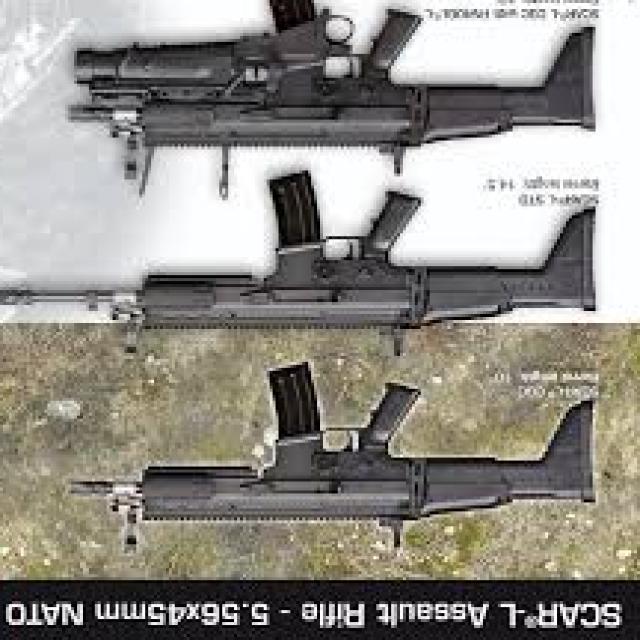 SCAR®-L Assault Rifle - 5.56x45mm NATO
SCAR®-L CQC
Barrel length: 10"
SCAR®-L STD
Barrel length: 14.5"
SCAR®-L CQC with FN40GL®-L